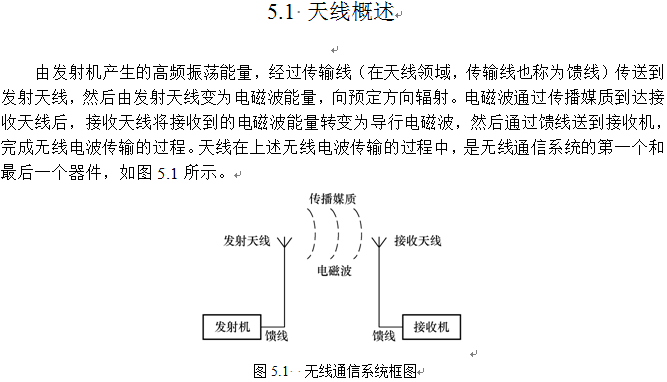 5.1 天线概述
由发射机产生的高频振荡能量，经过传输线（在天线领域，传输线也称为馈线）传送到
发射天线，然后由发射天线变为电磁波能量，向预定方向辐射。电磁波通过传播媒质到达接
收天线后，接收天线将接收到的电磁波能量转变为导行电磁波，然后通过馈线送到接收机，
完成无线电波传输的过程。天线在上述无线电波传输的过程中，是无线通信系统的第一个和
最后一个器件，如图 5.1 所示。
传播媒质
发射天线
接收天线
电磁波
发射机
馈线
馈线
接收机
图 5.1 无线通信系统框图